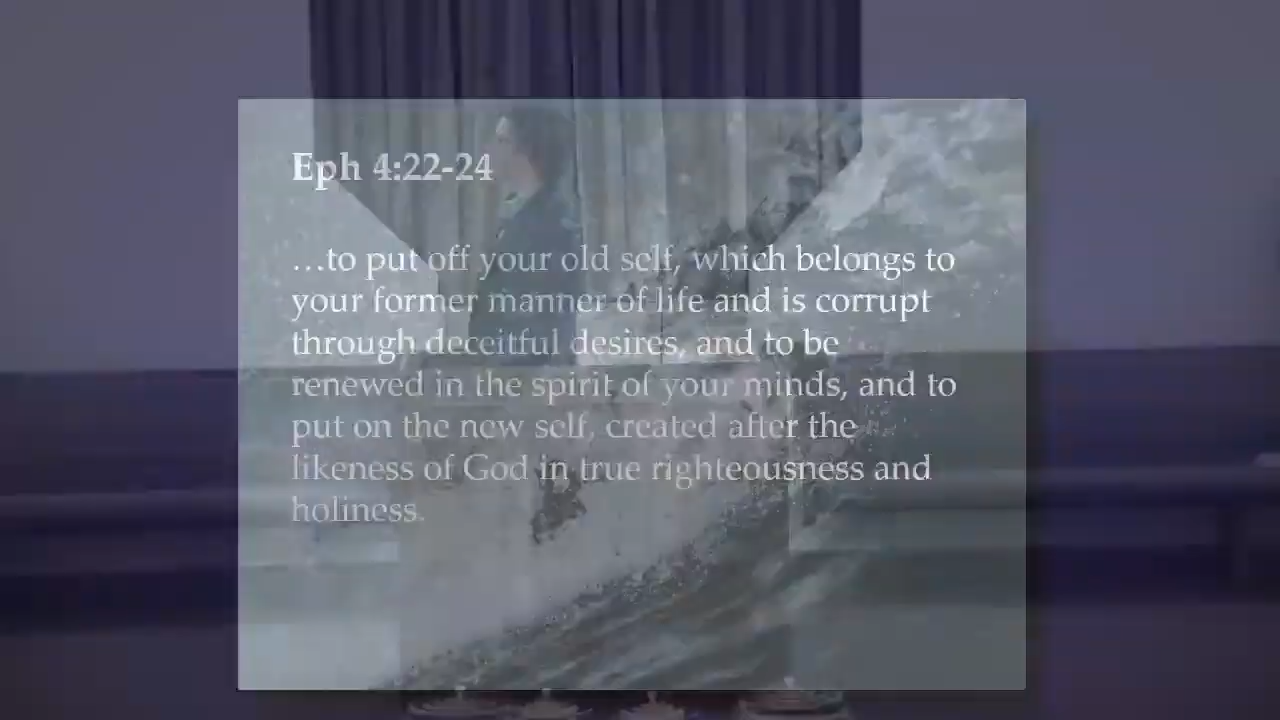 Eph 4:22-24
…to put off your old self, which belongs to
your former manner of life and is corrupt
through deceitful desires, and to be
renewed in the spirit of your minds, and to
put on the new self, created after the
likeness of God in true righteousness and
holiness.